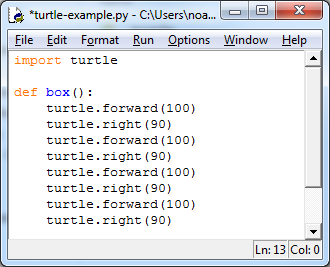 *turtle-example.py - C:\Users\noa...
File Edit Format Run Options Window Help
import turtle
def box():
    turtle.forward(100)
    turtle.right(90)
    turtle.forward(100)
    turtle.right(90)
    turtle.forward(100)
    turtle.right(90)
    turtle.forward(100)
    turtle.right(90)
Ln: 13 Col: 0